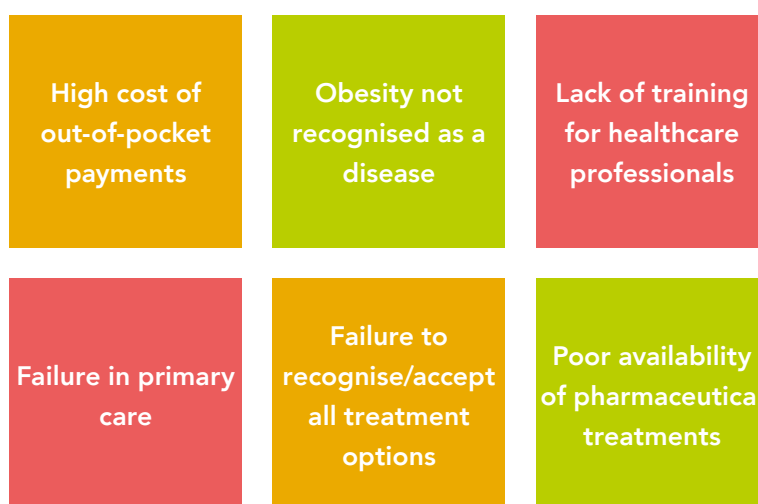 High cost of
out-of-pocket
payments
Obesity not
recognised as a
disease
Lack of training
for healthcare
professionals
Failure in primary
care
Failure to
recognise/accept
all treatment
options
Poor availability
of pharmaceutica
treatments